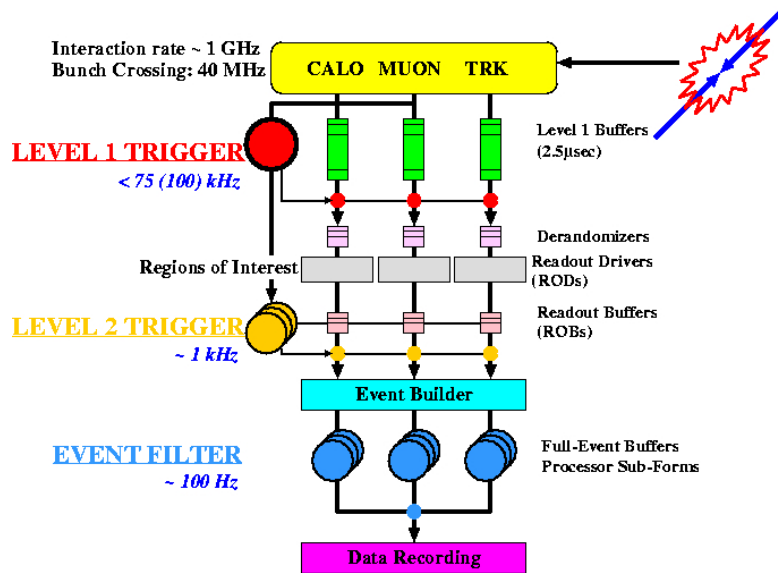 Interaction rate ~ 1 GHz
Bunch Crossing: 40 MHz
CALO MUON TRK
LEVEL 1 TRIGGER
< 75 (100) kHz
Level 1 Buffers
(2.5µsec)
Derandomizers
Regions of Interest
Readout Drivers
(RODs)
LEVEL 2 TRIGGER
~ 1 kHz
Readout Buffers
(ROBs)
Event Builder
EVENT FILTER
~ 100 Hz
Full-Event Buffers
Processor Sub-Forms
Data Recording